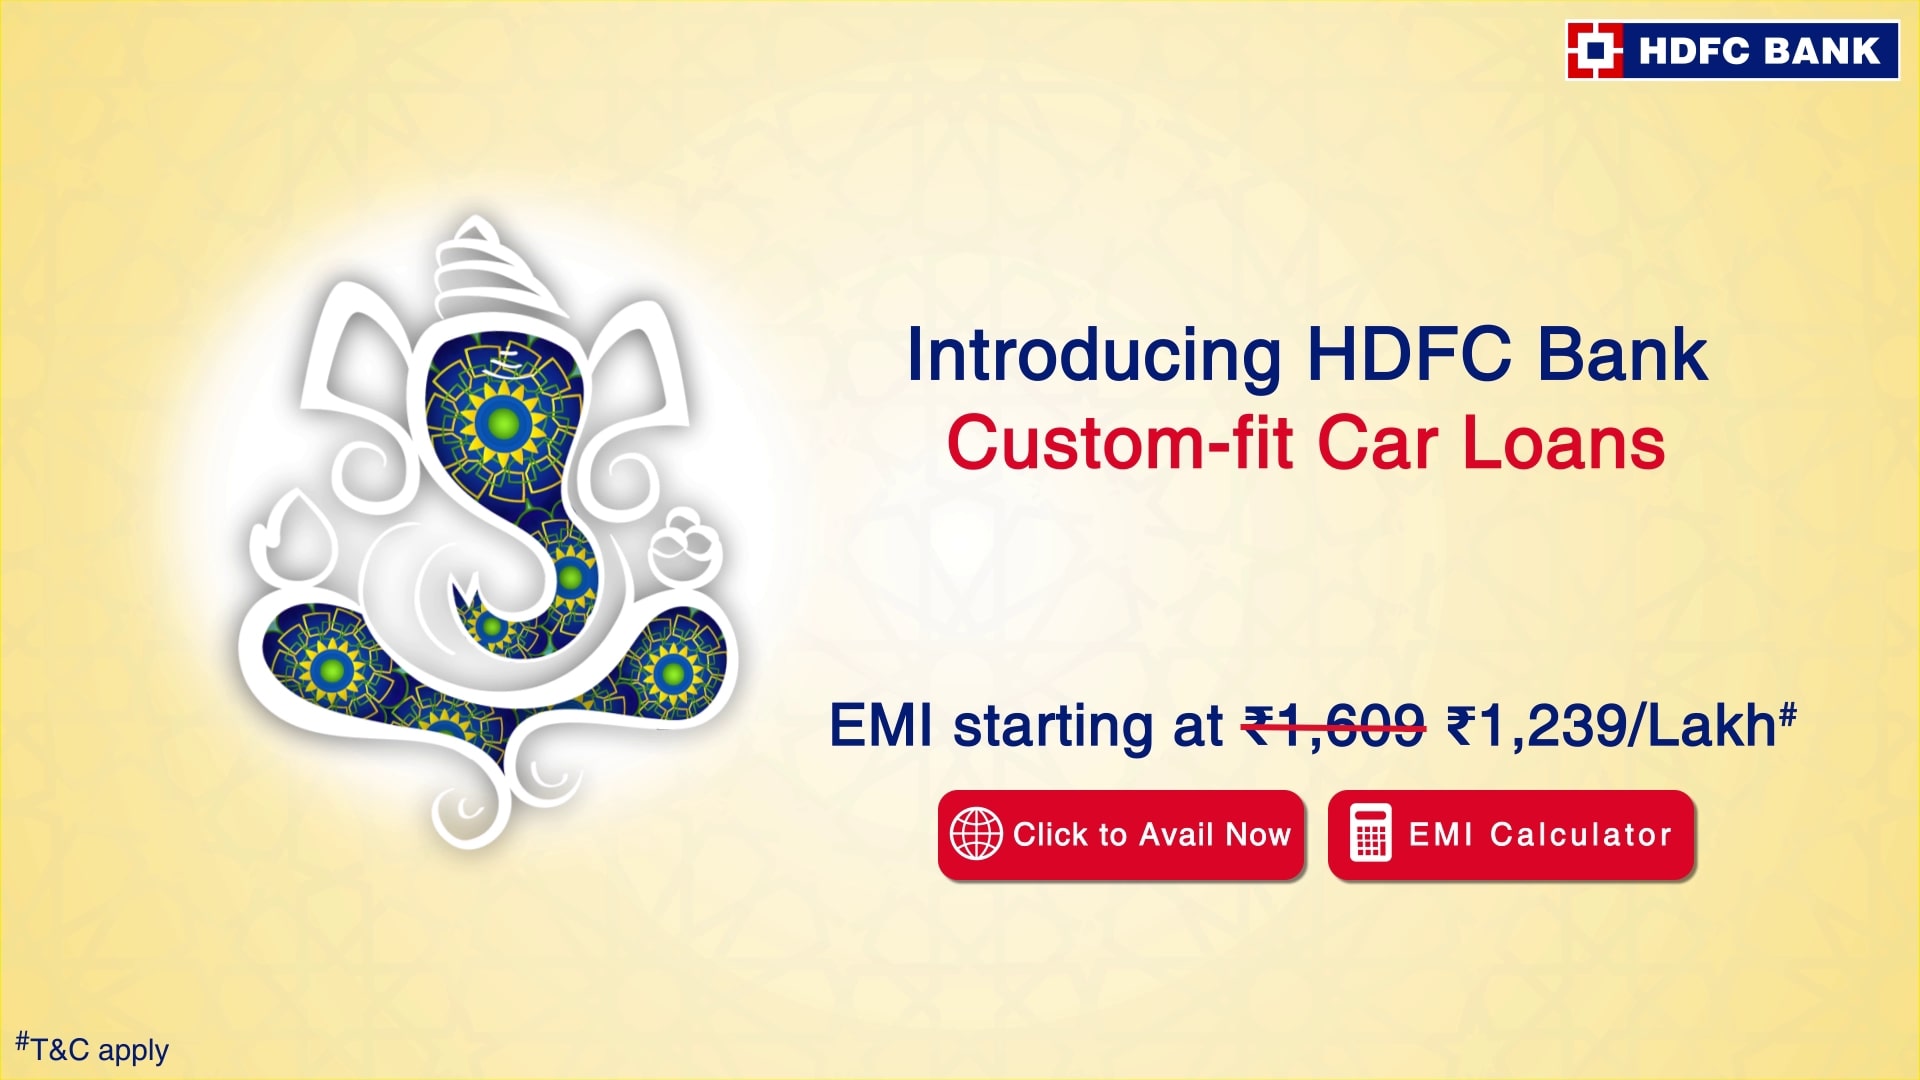 HDFC BANK
Introducing HDFC Bank
Custom-fit Car Loans
EMI starting at ₹1,609 ₹1,239/Lakh#
Click to Avail Now
EMI Calculator
#T&C apply